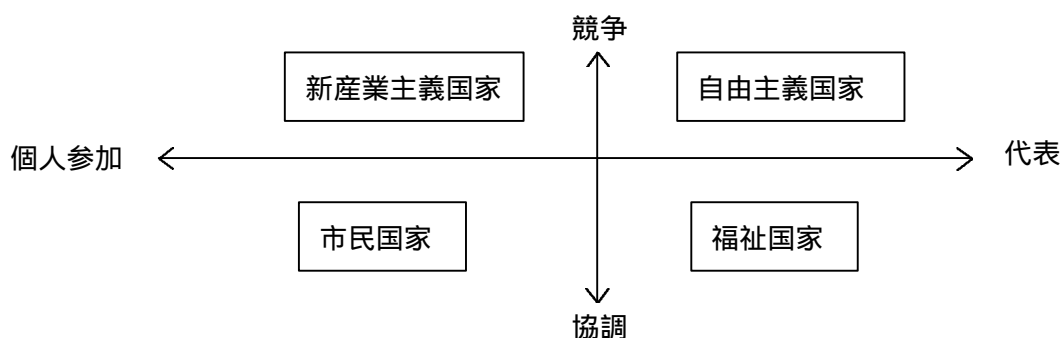 競争
新産業主義国家
自由主義国家
個人参加
代表
市民国家
福祉国家
協調